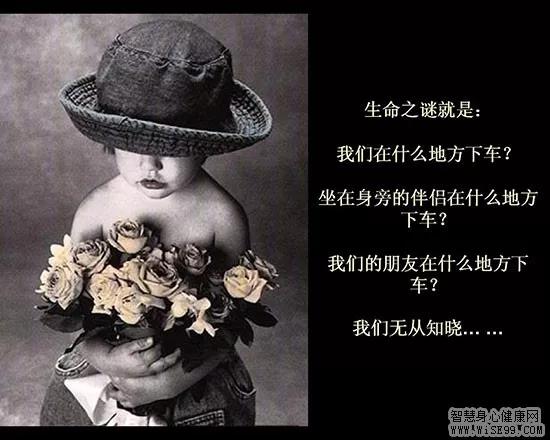 生命之谜就是：
我们在什么地方下车？
坐在身旁的伴侣在什么地方
下车？
我们的朋友在什么地方下
车？
我们无从知晓… …
智慧身心健康网
www.WiSE99.com